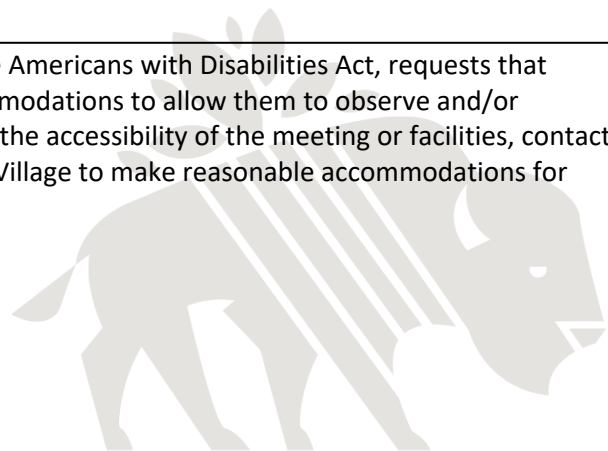 Americans with Disabilities Act, requests that
modations to allow them to observe and/or
the accessibility of the meeting or facilities, contact
Village to make reasonable accommodations for